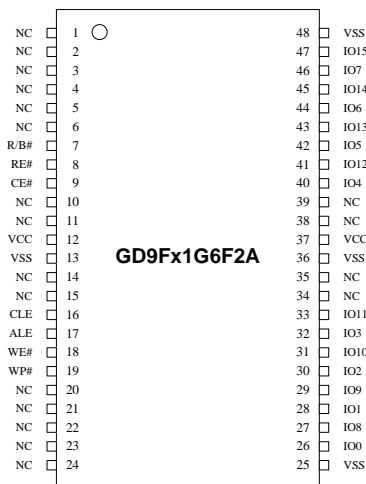 NC 1 48 VSS
NC 2 47 IO15
NC 3 46 IO7
NC 4 45 IO14
NC 5 44 IO6
NC 6 43 IO13
R/B# 7 42 IO5
RE# 8 41 IO12
CE# 9 40 IO4
NC 10 39 NC
NC 11 38 NC
VCC 12 37 VCC
VSS 13 GD9Fx1G6F2A 36 VSS
NC 14 35 NC
NC 15 34 NC
CLE 16 33 IO11
ALE 17 32 IO3
WE# 18 31 IO10
WP# 19 30 IO2
NC 20 29 IO9
NC 21 28 IO1
NC 22 27 IO8
NC 23 26 IO0
NC 24 25 VSS